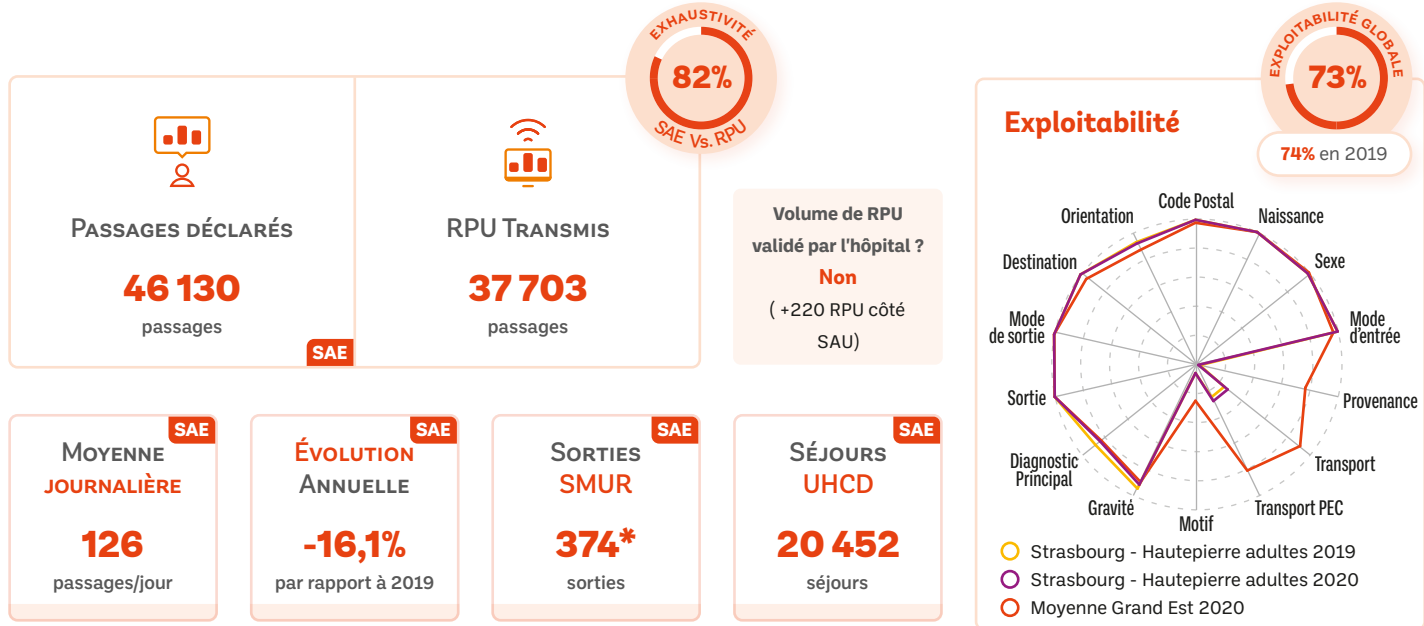 EXHAUSTIVITÉ
82%
SAE Vs. RPU
PASSAGES DÉCLARÉS
46 130
passages
SAE
RPU TRANSMIS
37 703
passages
Volume de RPU
validé par l'hôpital ?
Non
( +220 RPU côté
SAU)
SAE
MOYENNE
JOURNALIÈRE
126
passages/jour
SAE
ÉVOLUTION
ANNUELLE
-16,1%
par rapport à 2019
SAE
SORTIES
SMUR
374*
sorties
SAE
SÉJOURS
UHCD
20 452
séjours
EXPLOITABILITÉ GLOBALE
73%
74% en 2019
Exploitabilité
Code Postal
Naissance
Sexe
Mode
d'entrée
Provenance
Transport
Transport PEC
Motif
Gravité
Diagnostic
Principal
Sortie
Mode
de sortie
Destination
Orientation
Strasbourg - Hautepierre adultes 2019
Strasbourg - Hautepierre adultes 2020
Moyenne Grand Est 2020